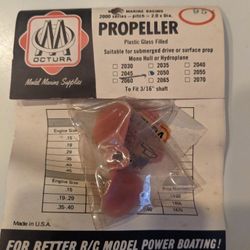 MARINE RACING
2000 series - pitch - 2.0 x Dia.
95
PROPELLER
Plastic Glass Filled
Suitable for submerged drive or surface prop
Mono Hull or Hydroplane
OCTURA
Model Marine Supplies
2030 2035 2040
2045 2050 2055
2060 2065 2070
To Fit 3/16" shaft
Engine Size
.15
.19-.29
.35-.40
Engine
.15
.19
.35
Made in U.S.A.
FOR BETTER R/C MODEL POWER BOATING!